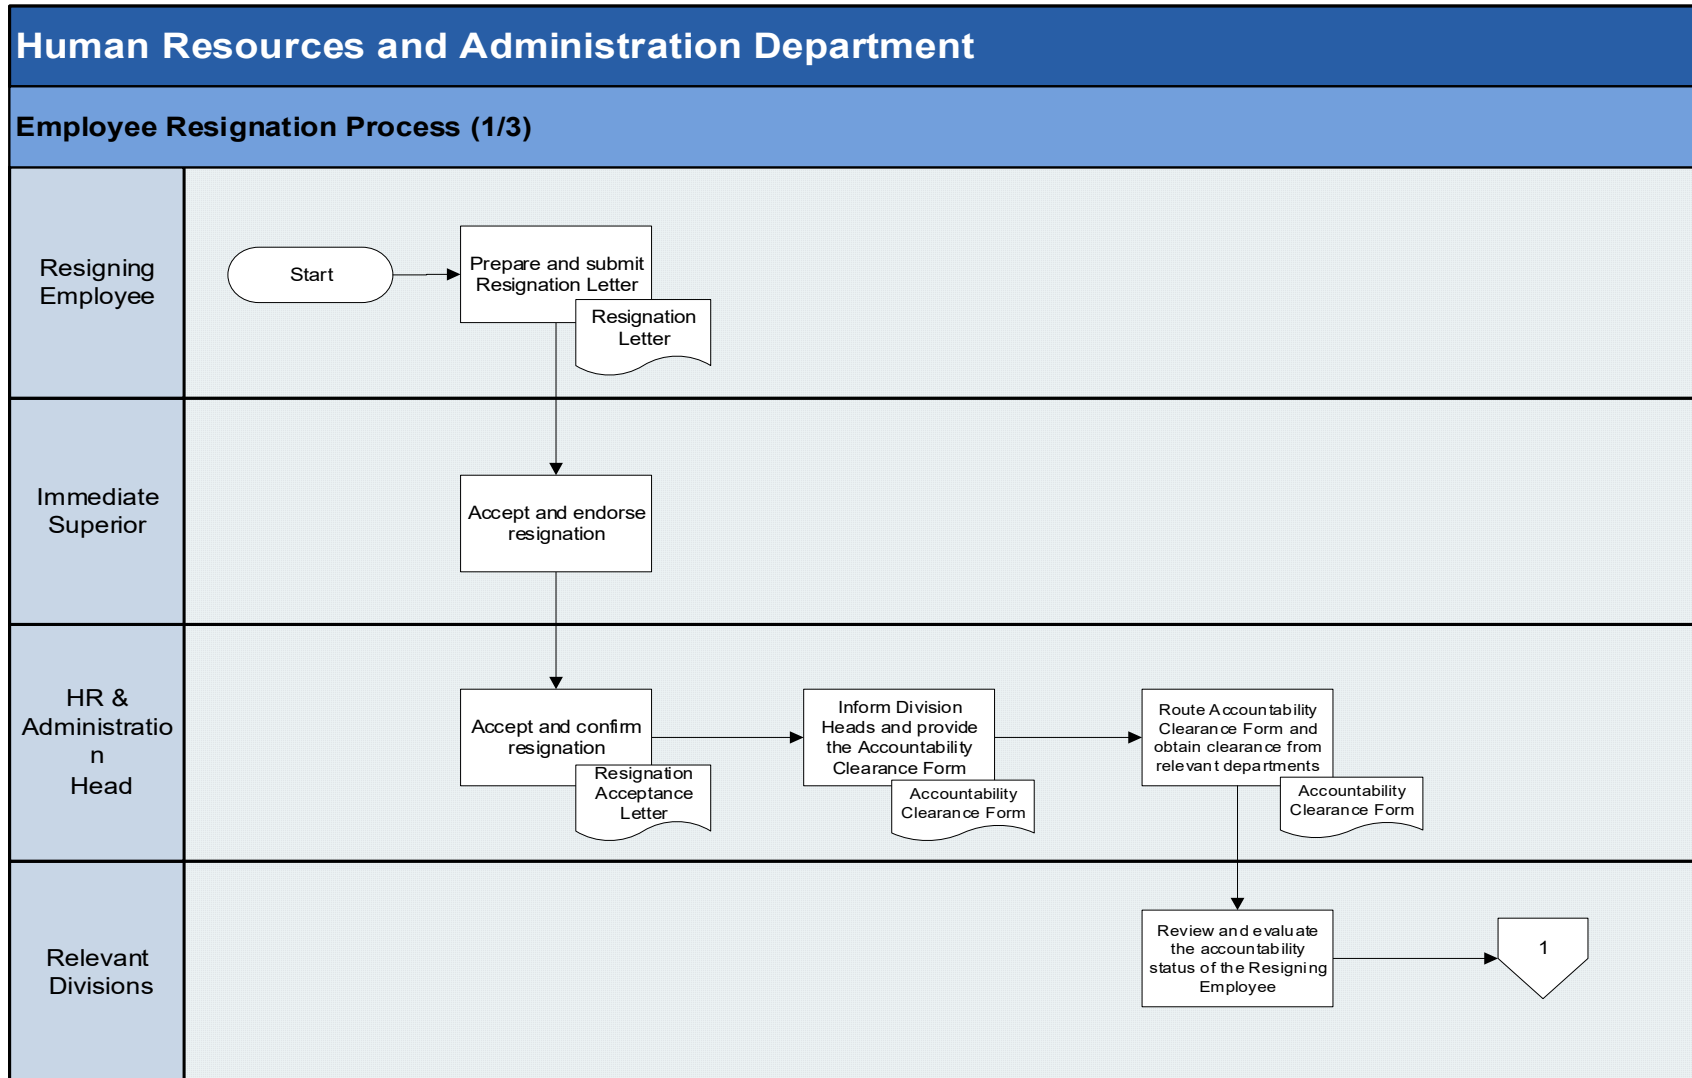 Human Resources and Administration Department
Employee Resignation Process (1/3)
Resigning
Employee
Start
Prepare and submit
Resignation Letter
Resignation
Letter
Immediate
Superior
Accept and endorse
resignation
HR &
Administratio
n
Head
Accept and confirm
resignation
Resignation
Acceptance
Letter
Inform Division
Heads and provide
the Accountability
Clearance Form
Accountability
Clearance Form
Route Accountability
Clearance Form and
obtain clearance from
relevant departments
Accountability
Clearance Form
Relevant
Divisions
Review and evaluate
the accountability
status of the Resigning
Employee
1